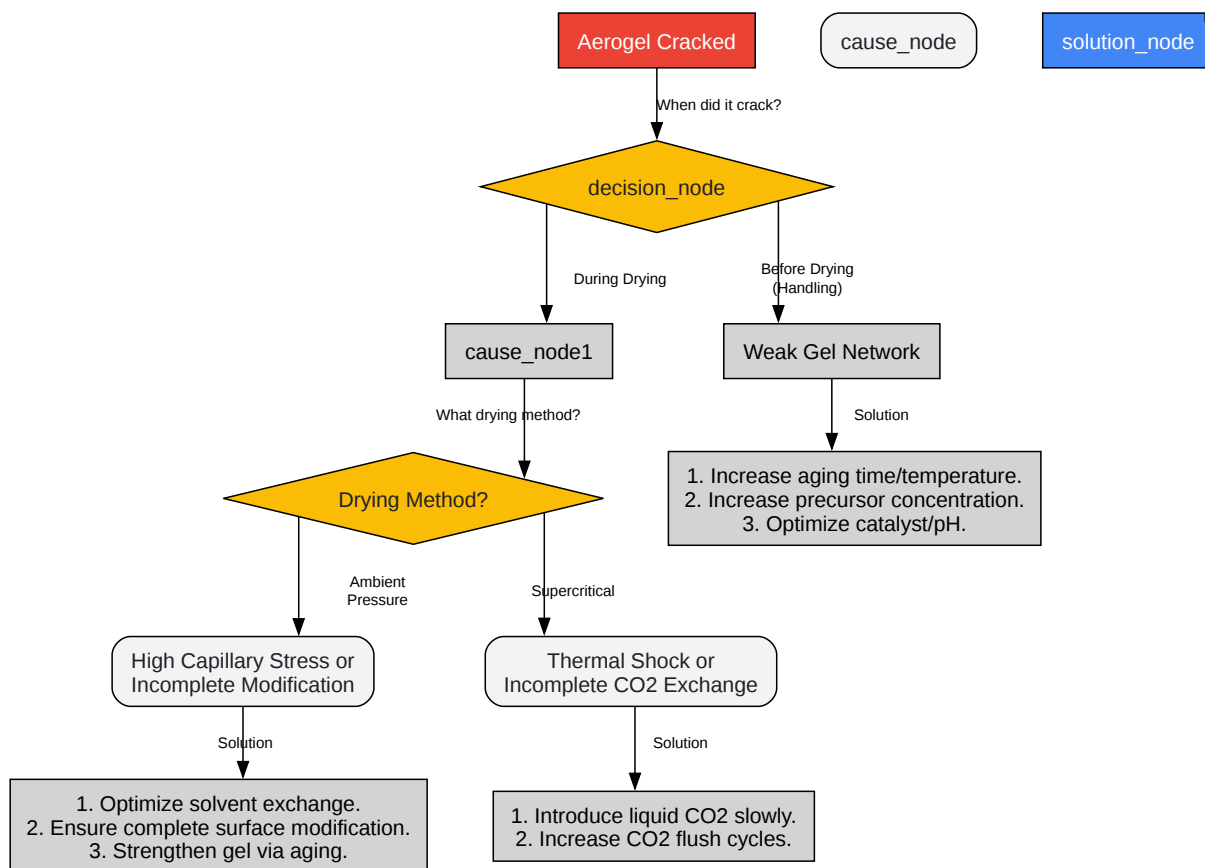 Aerogel Cracked
cause_node
solution_node
When did it crack?
decision_node
During Drying
Before Drying
(Handling)
cause_node1
Weak Gel Network
What drying method?
Solution
1. Increase aging time/temperature.
2. Increase precursor concentration.
3. Optimize catalyst/pH.
Drying Method?
Ambient
Pressure
Supercritical
High Capillary Stress or
Incomplete Modification
Thermal Shock or
Incomplete CO2 Exchange
Solution
Solution
1. Optimize solvent exchange.
2. Ensure complete surface modification.
3. Strengthen gel via aging.
1. Introduce liquid CO2 slowly.
2. Increase CO2 flush cycles.